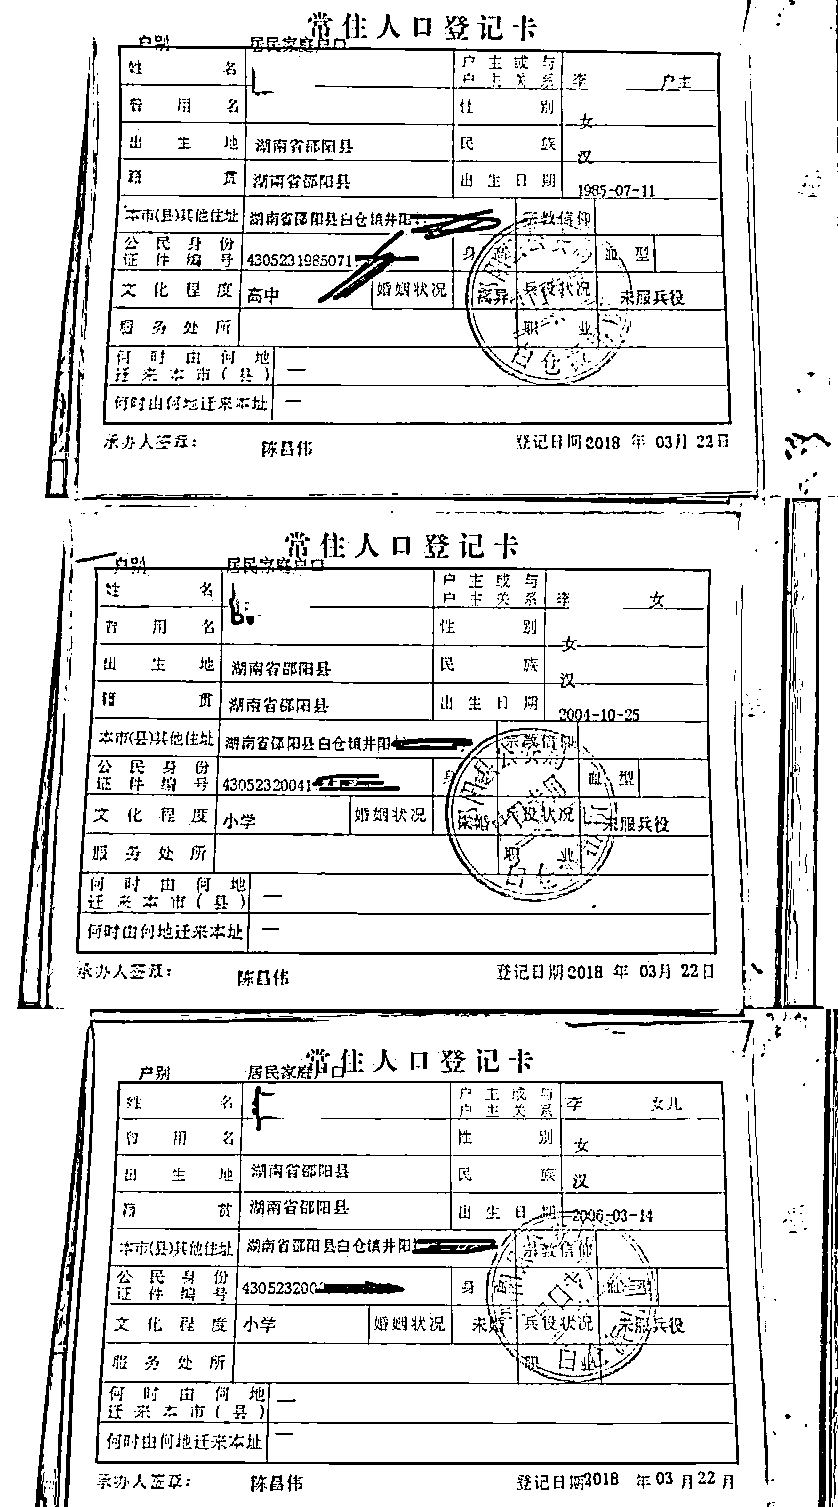 常住人口登记卡
户别 居民家庭户口
姓名 户主或与户主关系 李 户主
曾用名 性别 女
出生地 湖南省邵阳县 民族 汉
籍贯 湖南省邵阳县 出生日期 1985-07-11
本市(县)其他住址 湖南省邵阳县白仓镇井阳 宗教信仰
公民身份证件编号 4305231985071 身高 血型
文化程度 高中 婚姻状况 离异 兵役状况 未服兵役
服务处所 职业
何时由何地迁来本市(县) —
何时由何地迁来本址 —
承办人签章: 陈昌伟 登记日期2018 年 03月 22日
常住人口登记卡
户别 居民家庭户口
姓名 户主或与户主关系 李 女
曾用名 性别 女
出生地 湖南省邵阳县 民族 汉
籍贯 湖南省邵阳县 出生日期 2004-10-25
本市(县)其他住址 湖南省邵阳县白仓镇井阳 宗教信仰
公民身份证件编号 43052320041 身高 血型
文化程度 小学 婚姻状况 未婚 兵役状况 未服兵役
服务处所 职业
何时由何地迁来本市(县) —
何时由何地迁来本址 —
承办人签章: 陈昌伟 登记日期2018 年 03月 22日
常住人口登记卡
户别 居民家庭户口
姓名 户主或与户主关系 李 女儿
曾用名 性别 女
出生地 湖南省邵阳县 民族 汉
籍贯 湖南省邵阳县 出生日期 2006-03-14
本市(县)其他住址 湖南省邵阳县白仓镇井阳 宗教信仰
公民身份证件编号 430523200 身高 血型
文化程度 小学 婚姻状况 未婚 兵役状况 未服兵役
服务处所 职业
何时由何地迁来本市(县) —
何时由何地迁来本址 —
承办人签章: 陈昌伟 登记日期2018 年 03月 22日